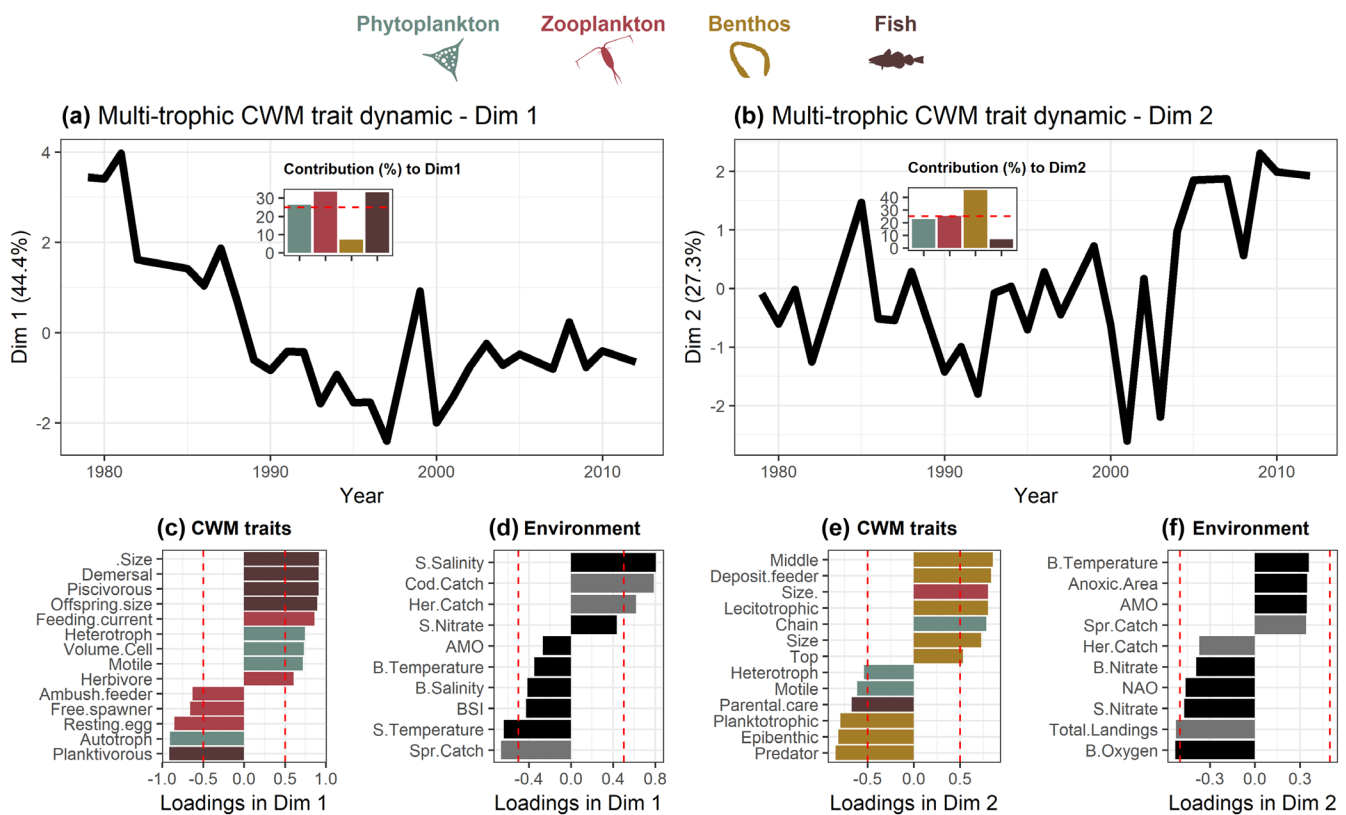 Phytoplankton Zooplankton Benthos Fish
(a) Multi-trophic CWM trait dynamic - Dim 1
Contribution (%) to Dim1
30
20
10
0
4
2
0
-2
Dim 1 (44.4%)
1980 1990 2000 2010
Year
(b) Multi-trophic CWM trait dynamic - Dim 2
Contribution (%) to Dim2
40
30
20
10
0
2
1
0
-1
-2
Dim 2 (27.3%)
1980 1990 2000 2010
Year
(c) CWM traits
.Size
Demersal
Piscivorous
Offspring.size
Feeding.current
Heterotroph
Volume.Cell
Motile
Herbivore
Ambush.feeder
Free.spawner
Resting.egg
Autotroph
Planktivorous
-1.0 -0.5 0.0 0.5 1.0
Loadings in Dim 1
(d) Environment
S.Salinity
Cod.Catch
Her.Catch
S.Nitrate
AMO
B.Temperature
B.Salinity
BSI
S.Temperature
Spr.Catch
-0.4 0.0 0.4 0.8
Loadings in Dim 1
(e) CWM traits
Middle
Deposit.feeder
Size.
Lecitotrophic
Chain
Size
Top
Heterotroph
Motile
Parental.care
Planktotrophic
Epibenthic
Predator
-0.5 0.0 0.5
Loadings in Dim 2
(f) Environment
B.Temperature
Anoxic.Area
AMO
Spr.Catch
Her.Catch
B.Nitrate
NAO
S.Nitrate
Total.Landings
B.Oxygen
-0.3 0.0 0.3
Loadings in Dim 2